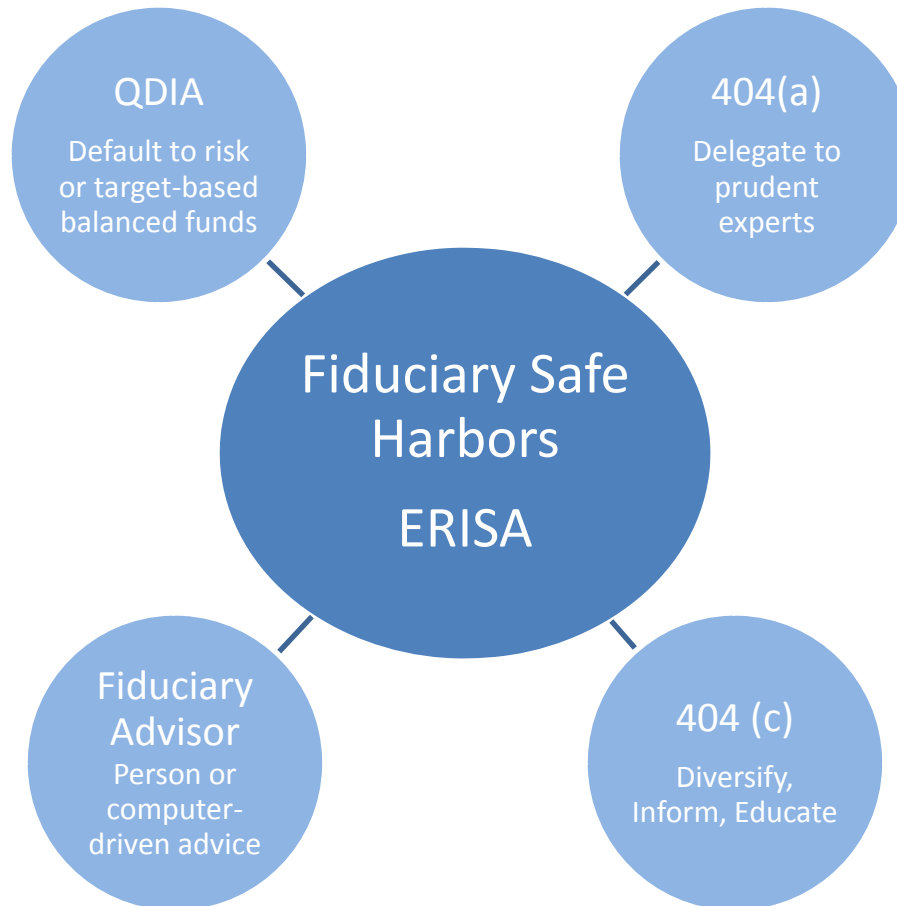 QDIA
Default to risk
or target-based
balanced funds
404(a)
Delegate to
prudent
experts
Fiduciary Safe
Harbors
ERISA
Fiduciary
Advisor
Person or
computer-
driven advice
404 (c)
Diversify,
Inform, Educate